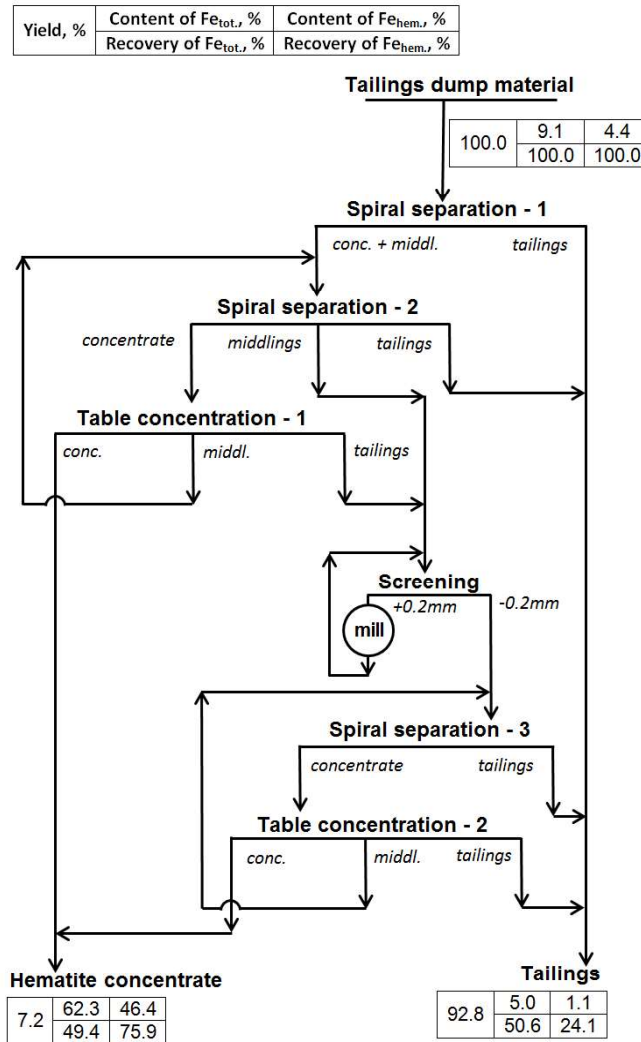 Yield, % Content of Fetot., % Content of Fehem., %
Recovery of Fetot., % Recovery of Fehem., %
Tailings dump material
100.0 9.1 4.4
100.0 100.0
Spiral separation - 1
conc. + middl. tailings
Spiral separation - 2
concentrate middlings tailings
Table concentration - 1
conc. middl. tailings
Screening
+0.2mm -0.2mm
mill
Spiral separation - 3
concentrate tailings
Table concentration - 2
conc. middl. tailings
Hematite concentrate
7.2 62.3 46.4
49.4 75.9
Tailings
92.8 5.0 1.1
50.6 24.1